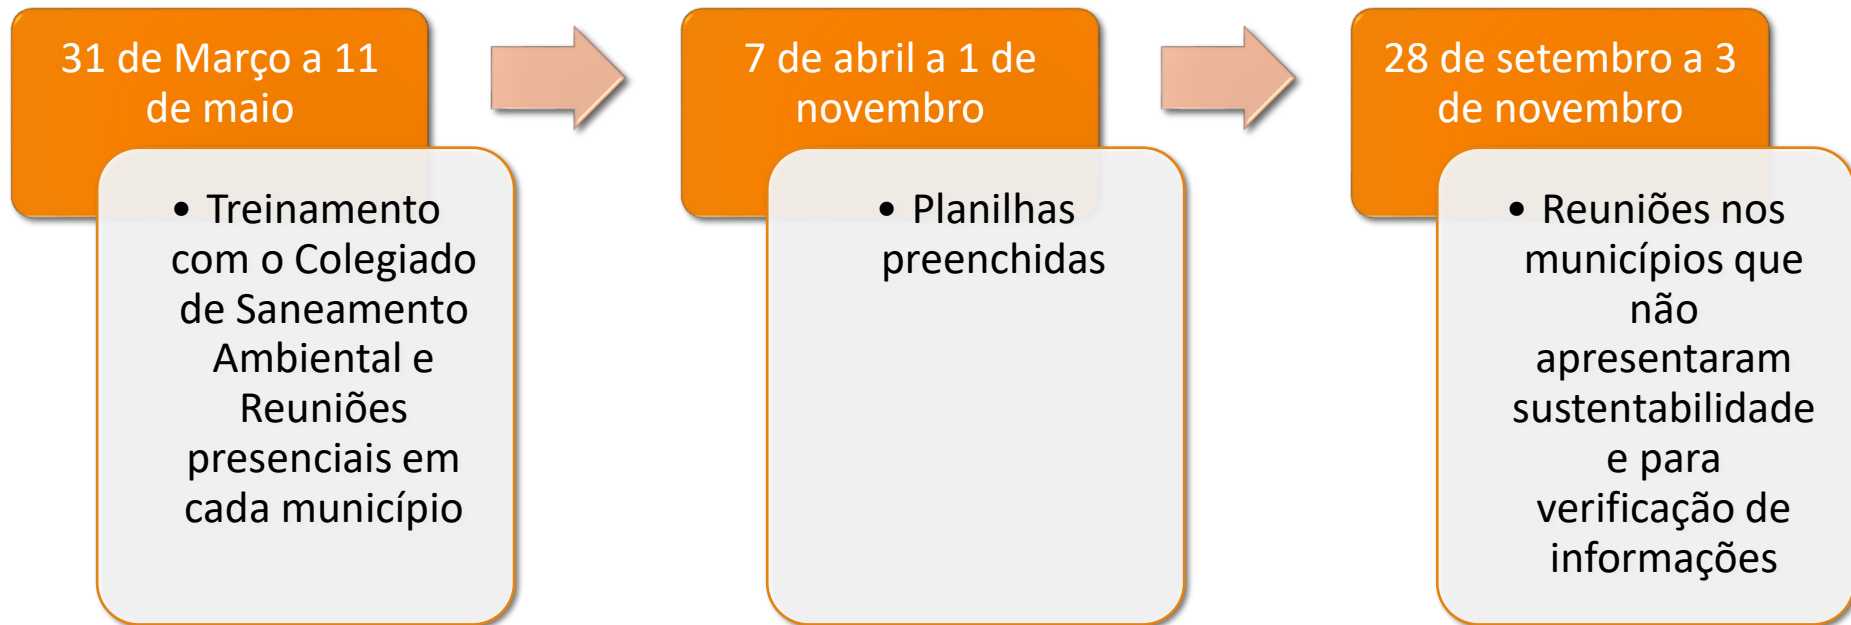 31 de Março a 11
de maio
• Treinamento
com o Colegiado
de Saneamento
Ambiental e
Reuniões
presenciais em
cada município
7 de abril a 1 de
novembro
• Planilhas
preenchidas
28 de setembro a 3
de novembro
• Reuniões nos
municípios que
não
apresentaram
sustentabilidade
e para
verificação de
informações